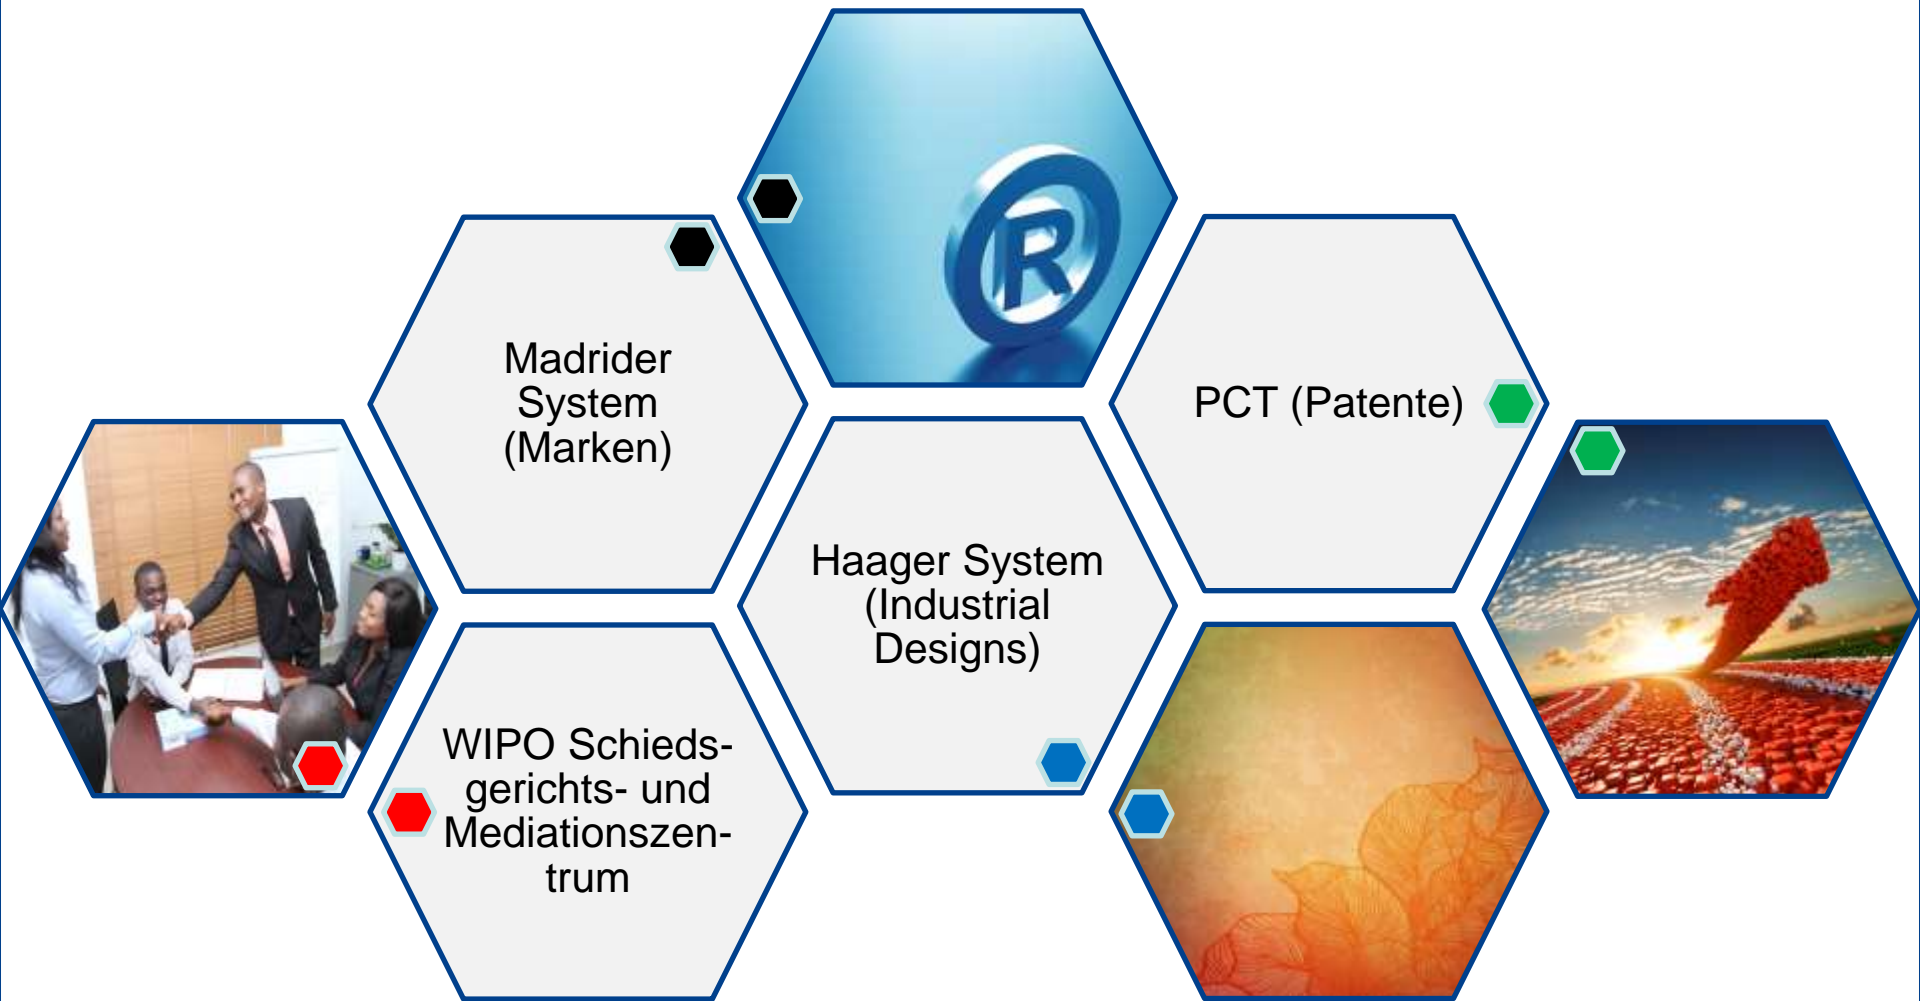 R
Madrider
System
(Marken)
PCT (Patente)
Haager System
(Industrial
Designs)
WIPO Schieds-
gerichts- und
Mediationszen-
trum